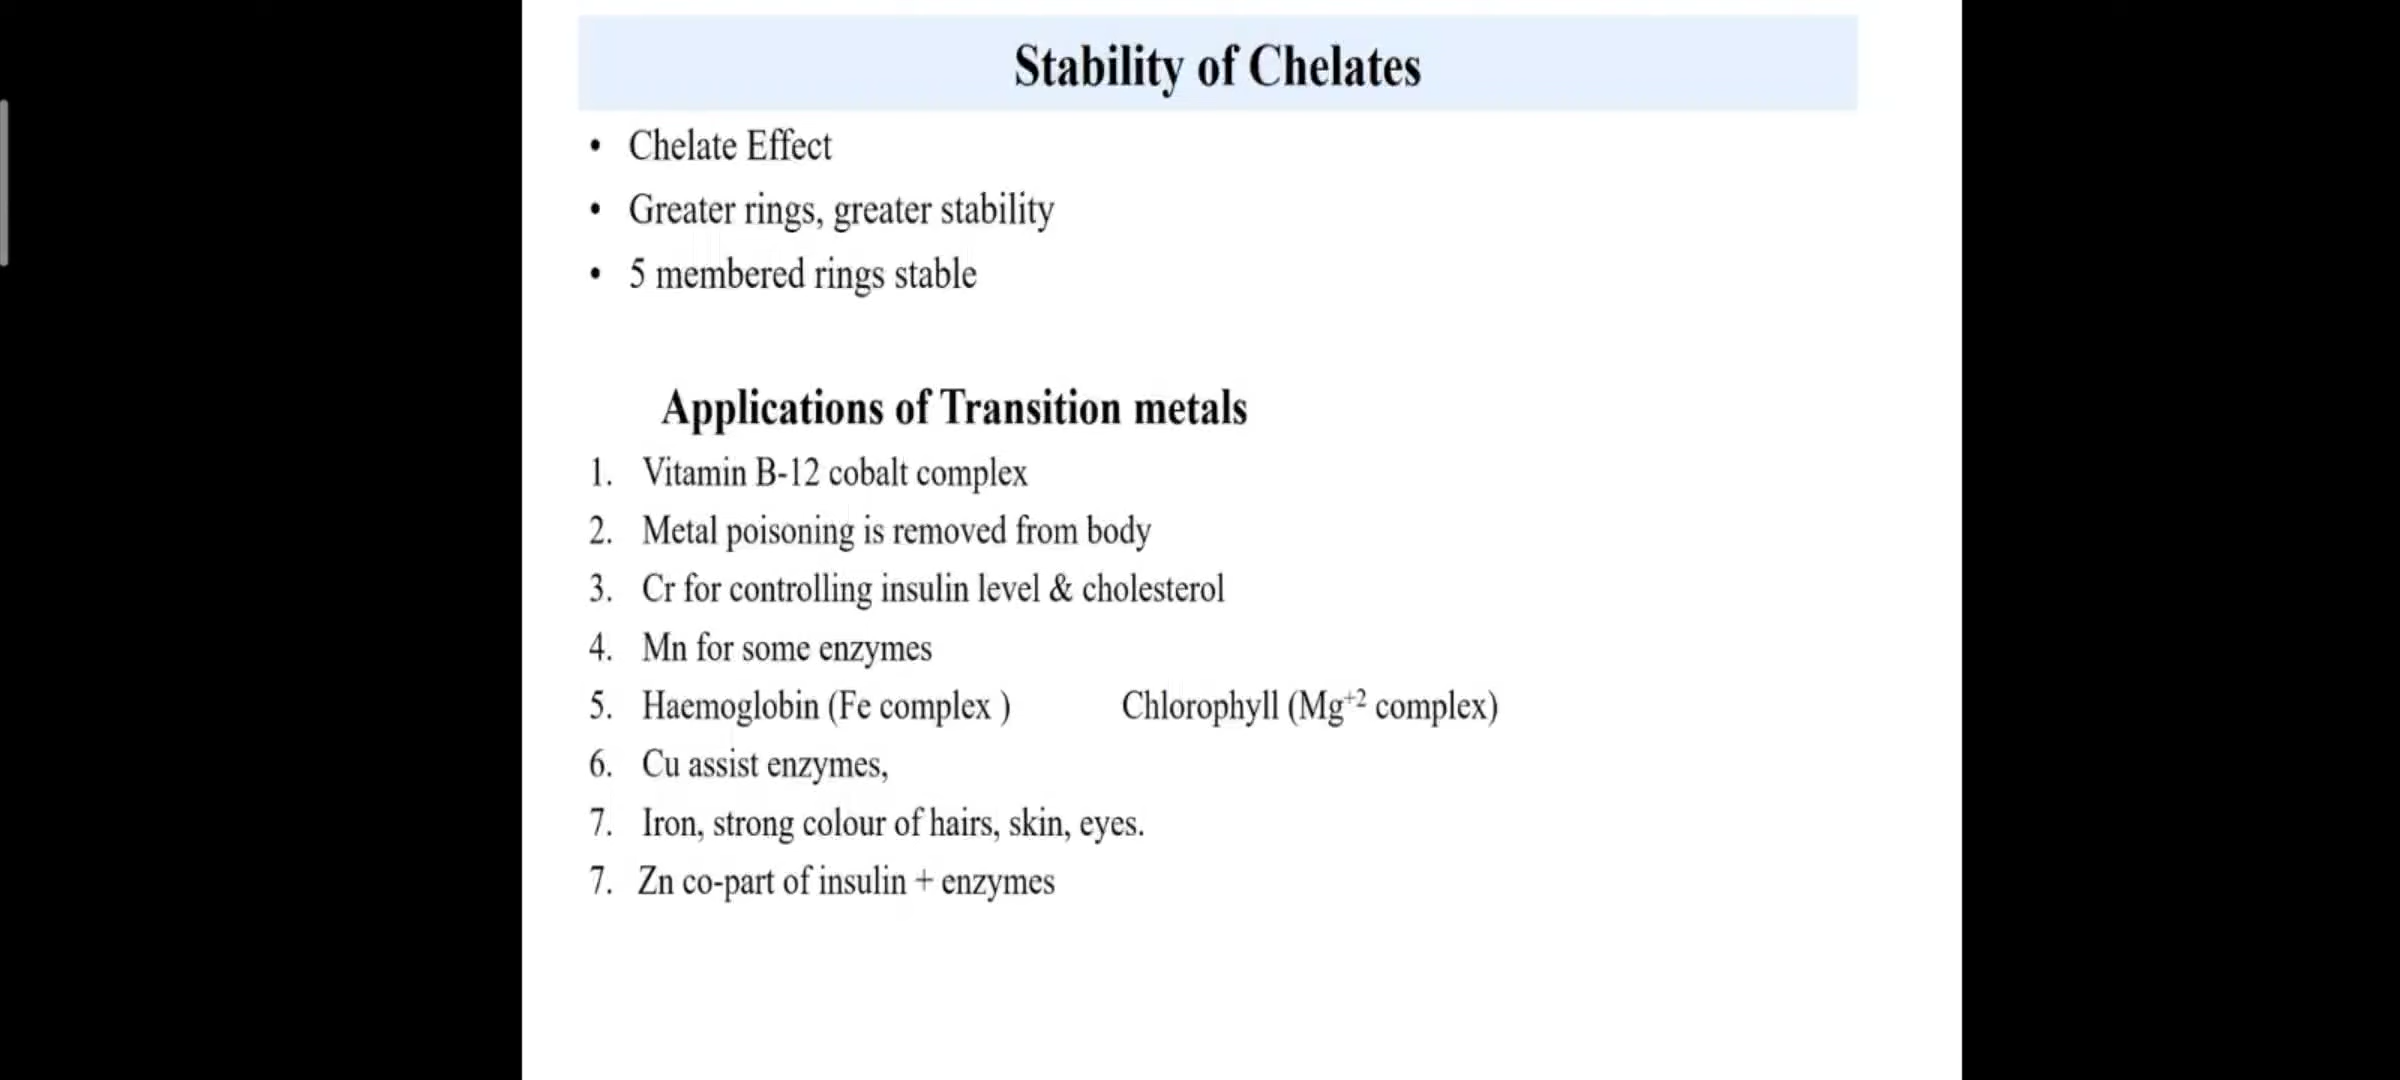 Stability of Chelates
• Chelate Effect
• Greater rings, greater stability
• 5 membered rings stable
Applications of Transition metals
1. Vitamin B-12 cobalt complex
2. Metal poisoning is removed from body
3. Cr for controlling insulin level & cholesterol
4. Mn for some enzymes
5. Haemoglobin (Fe complex ) Chlorophyll (Mg⁺² complex)
6. Cu assist enzymes,
7. Iron, strong colour of hairs, skin, eyes.
7. Zn co-part of insulin + enzymes